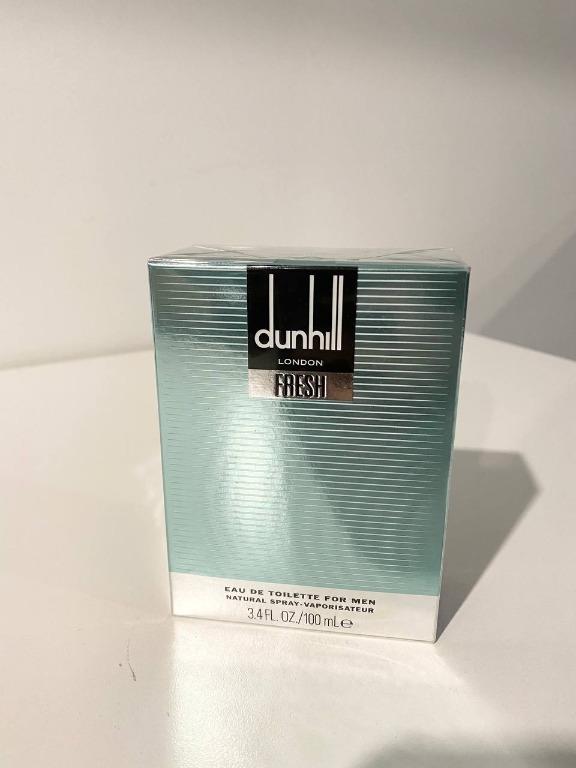 dunhill
LONDON
FRESH
EAU DE TOILETTE FOR MEN
NATURAL SPRAY-VAPORISATEUR
3.4 FL. OZ./100 mL ℮